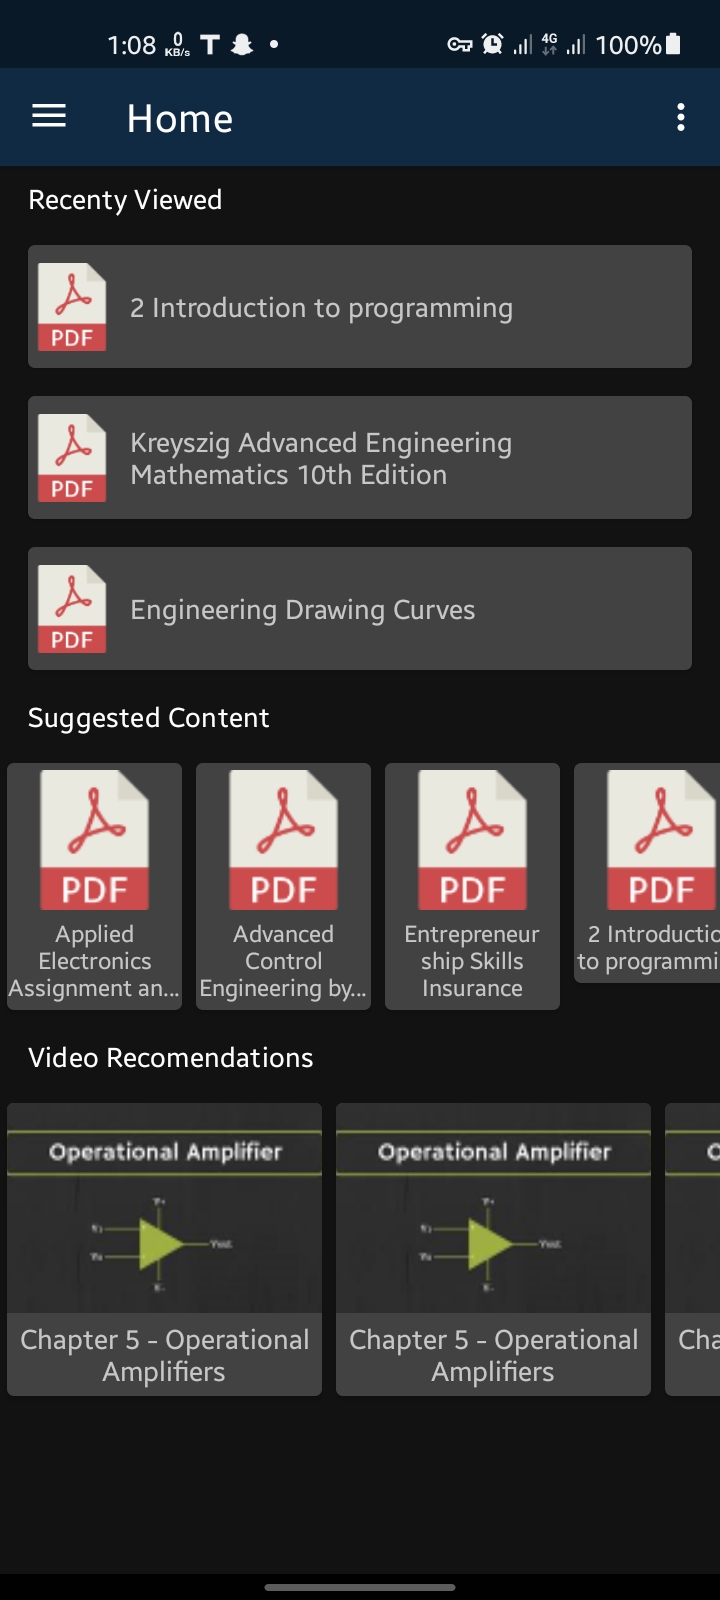 1:08 0 KB/s T 4G 100%
Home
Recenty Viewed
PDF
2 Introduction to programming
PDF
Kreyszig Advanced Engineering
Mathematics 10th Edition
PDF
Engineering Drawing Curves
Suggested Content
PDF
Applied
Electronics
Assignment an...
PDF
Advanced
Control
Engineering by...
PDF
Entrepreneur
ship Skills
Insurance
PDF
2 Introductio
to programmi
Video Recomendations
Operational Amplifier
Chapter 5 - Operational
Amplifiers
Operational Amplifier
Chapter 5 - Operational
Amplifiers
Cha